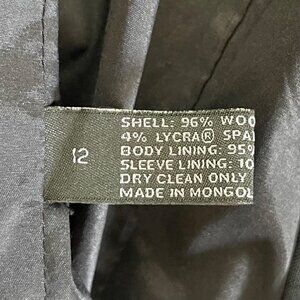 12
SHELL: 96% WOO
4% LYCRA® SPA
BODY LINING: 95%
SLEEVE LINING: 10
DRY CLEAN ONLY
MADE IN MONGOL